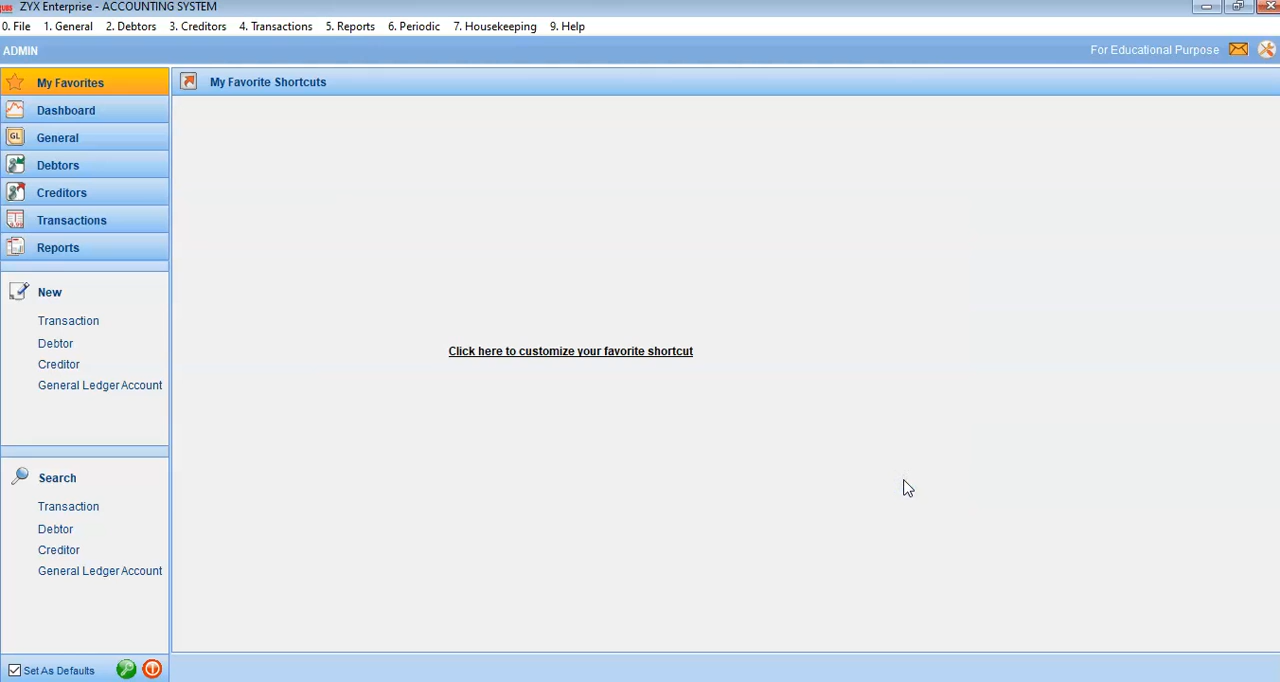 ZYX Enterprise - ACCOUNTING SYSTEM
0. File 1. General 2. Debtors 3. Creditors 4. Transactions 5. Reports 6. Periodic 7. Housekeeping 9. Help
ADMIN For Educational Purpose
My Favorites
Dashboard
GL General
Debtors
Creditors
Transactions
Reports
New
Transaction
Debtor
Creditor
General Ledger Account
Search
Transaction
Debtor
Creditor
General Ledger Account
Set As Defaults
My Favorite Shortcuts
Click here to customize your favorite shortcut